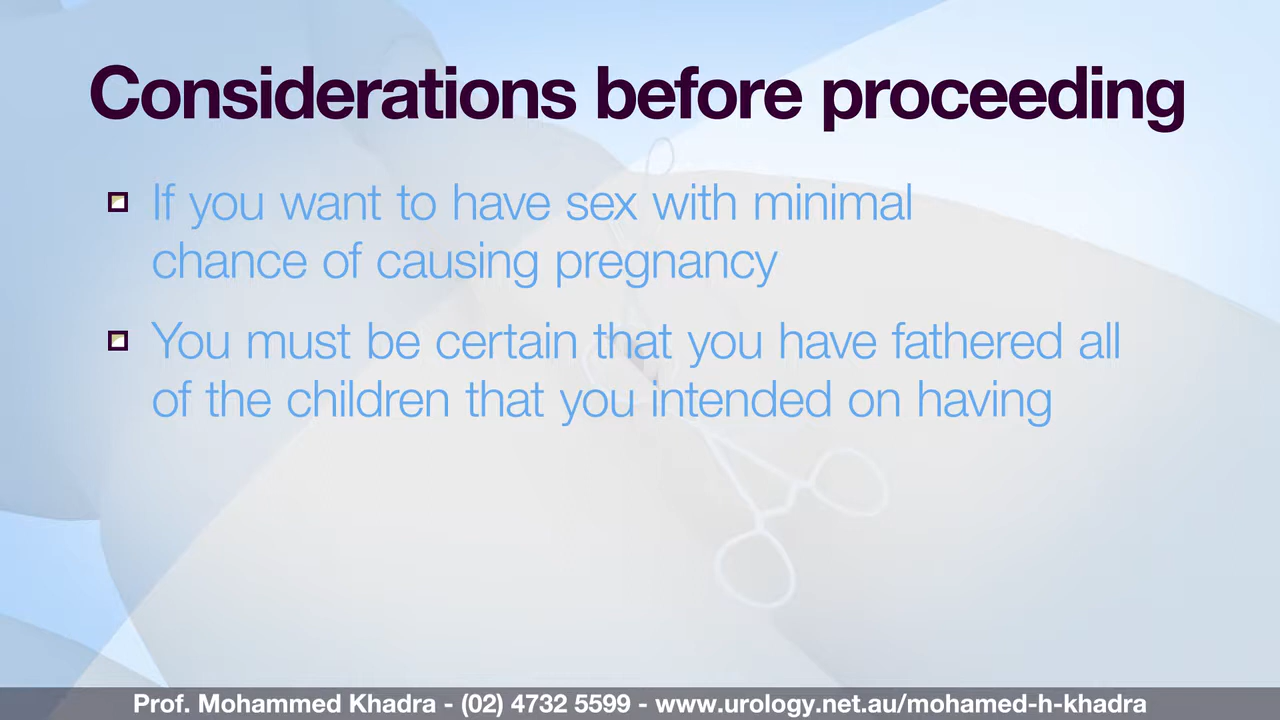 Considerations before proceeding
If you want to have sex with minimal
chance of causing pregnancy
You must be certain that you have fathered all
of the children that you intended on having
Prof. Mohammed Khadra - (02) 4732 5599 - www.urology.net.au/mohamed-h-khadra